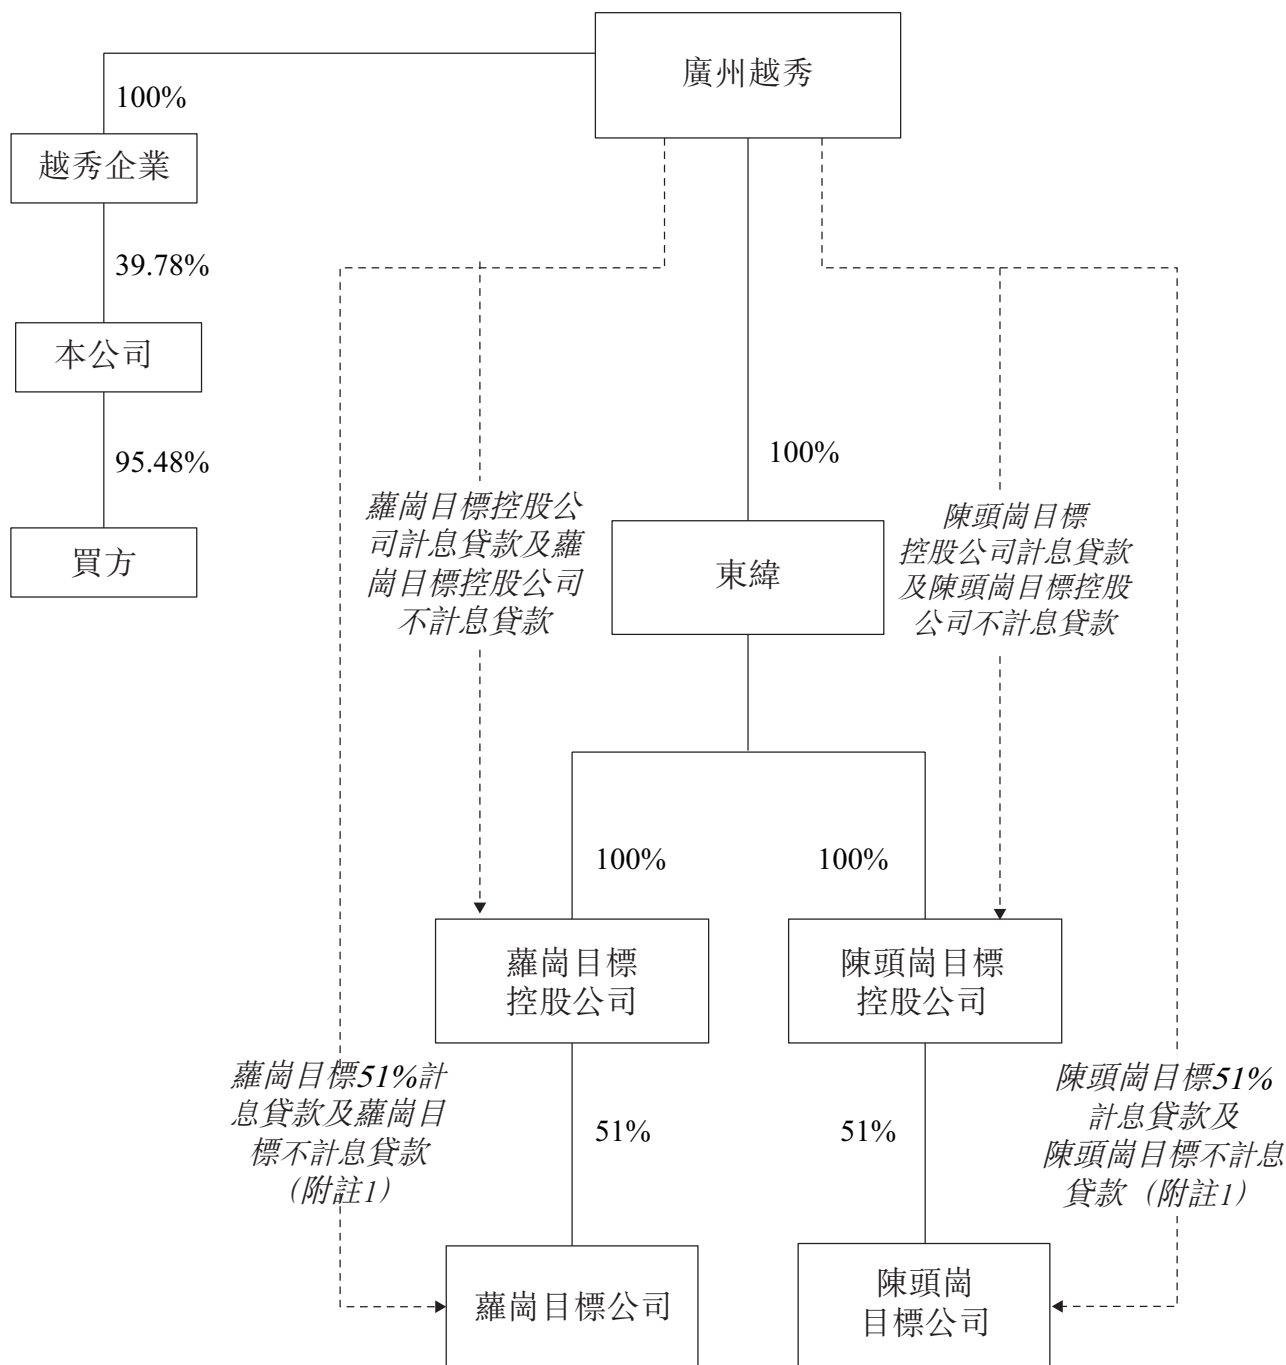 廣州越秀
100%
越秀企業
39.78%
本公司
95.48%
買方
100%
東緯
蘿崗目標控股公
司計息貸款及蘿
崗目標控股公司
不計息貸款
陳頭崗目標
控股公司計息貸款
及陳頭崗目標控股
公司不計息貸款
100%
100%
蘿崗目標
控股公司
陳頭崗目標
控股公司
蘿崗目標51%計
息貸款及蘿崗目
標不計息貸款
（附註1）
51%
51%
陳頭崗目標51%
計息貸款及
陳頭崗目標不計息
貸款（附註1）
蘿崗目標公司
陳頭崗
目標公司